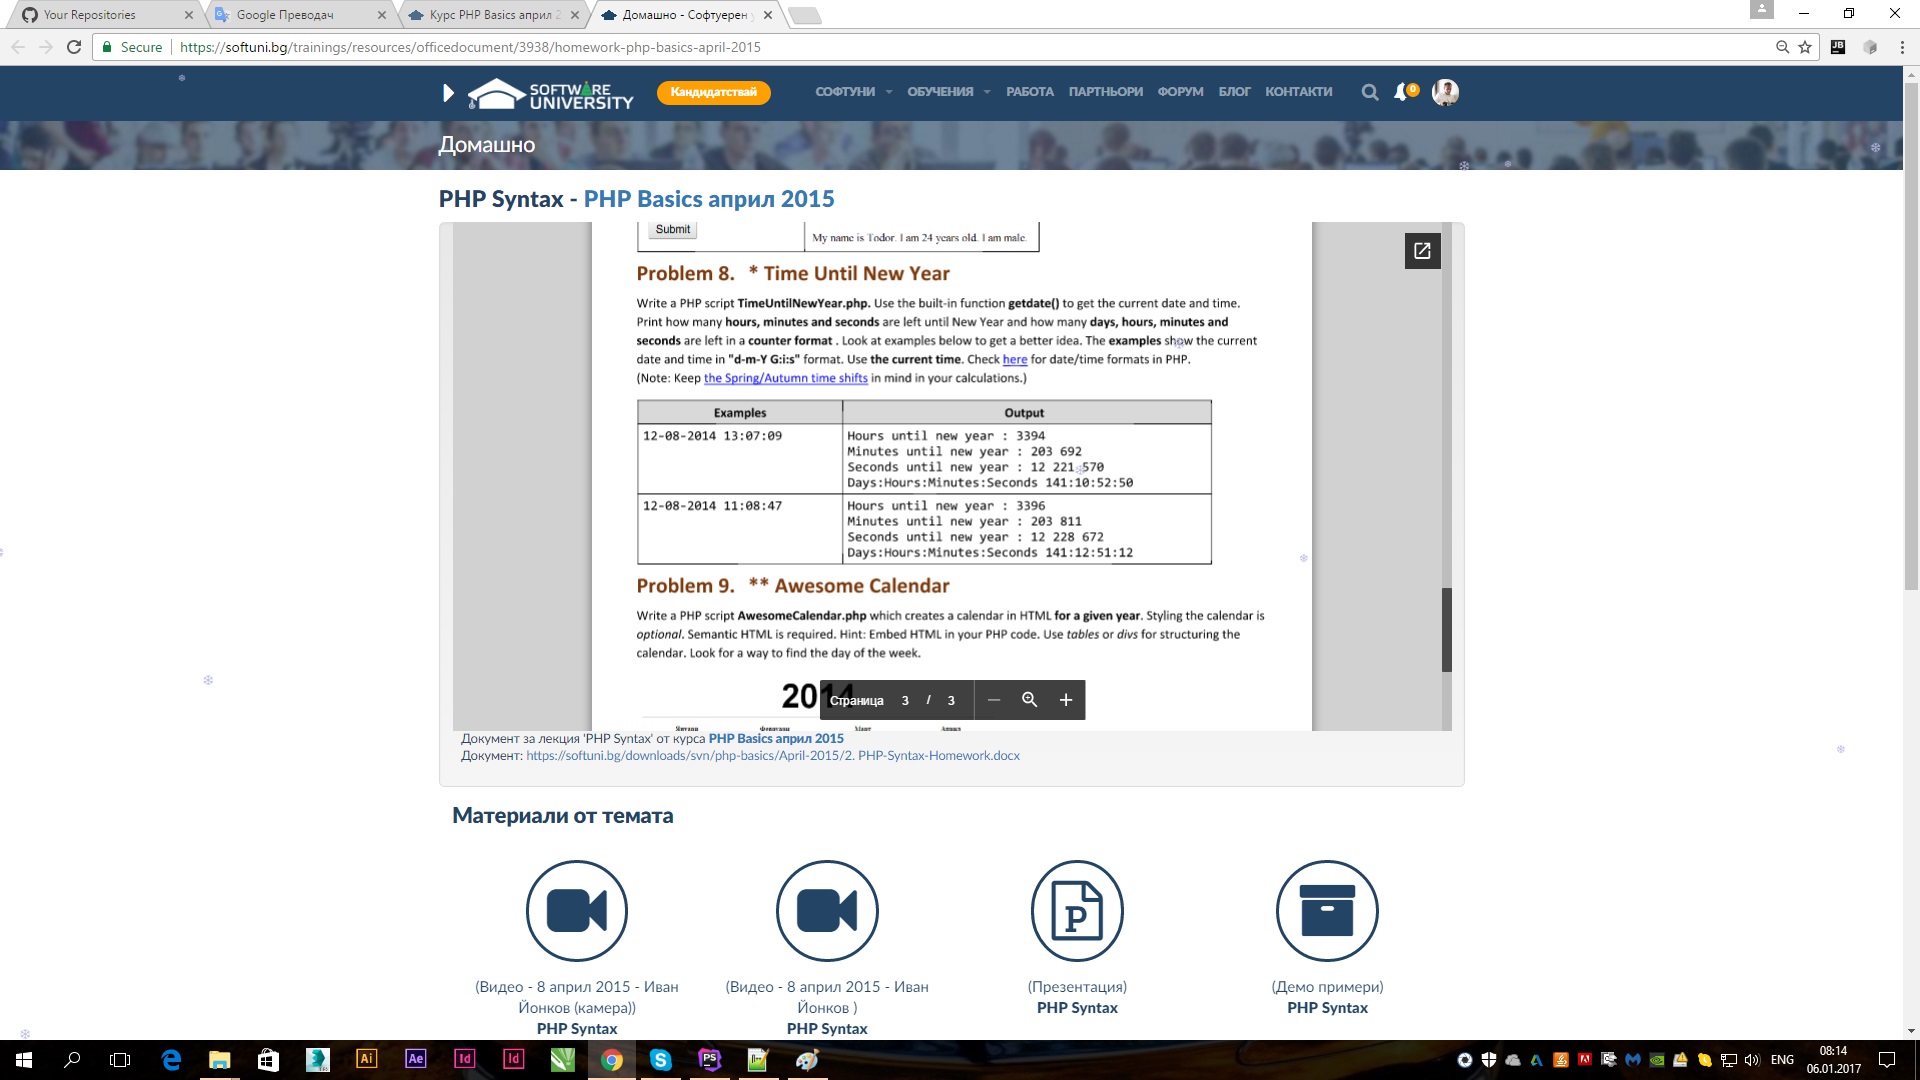 Your Repositories
Google Преводач
Курс PHP Basics април 2
Домашно - Софтуерен у
Secure
https://softuni.bg/trainings/resources/officedocument/3938/homework-php-basics-april-2015
JB
SOFTWARE
UNIVERSITY
Кандидатствай
СОФТУНИ
ОБУЧЕНИЯ
РАБОТА
ПАРТНЬОРИ
ФОРУМ
БЛОГ
КОНТАКТИ
0
Домашно
PHP Syntax - PHP Basics април 2015
Submit
My name is Todor. I am 24 years old. I am male.
Problem 8. * Time Until New Year
Write a PHP script TimeUntilNewYear.php. Use the built-in function getdate() to get the current date and time.
Print how many hours, minutes and seconds are left until New Year and how many days, hours, minutes and
seconds are left in a counter format . Look at examples below to get a better idea. The examples show the current
date and time in "d-m-Y G:i:s" format. Use the current time. Check here for date/time formats in PHP.
(Note: Keep the Spring/Autumn time shifts in mind in your calculations.)
Examples
Output
12-08-2014 13:07:09
Hours until new year : 3394
Minutes until new year : 203 692
Seconds until new year : 12 221 570
Days:Hours:Minutes:Seconds 141:10:52:50
12-08-2014 11:08:47
Hours until new year : 3396
Minutes until new year : 203 811
Seconds until new year : 12 228 672
Days:Hours:Minutes:Seconds 141:12:51:12
Problem 9. ** Awesome Calendar
Write a PHP script AwesomeCalendar.php which creates a calendar in HTML for a given year. Styling the calendar is
optional. Semantic HTML is required. Hint: Embed HTML in your PHP code. Use tables or divs for structuring the
calendar. Look for a way to find the day of the week.
2014
Страница 3 / 3
Януари Февруари Март Април
Документ за лекция 'PHP Syntax' от курса PHP Basics април 2015
Документ: https://softuni.bg/downloads/svn/php-basics/April-2015/2. PHP-Syntax-Homework.docx
Материали от темата
P
(Видео - 8 април 2015 - Иван
Йонков (камера))
PHP Syntax
(Видео - 8 април 2015 - Иван
Йонков )
PHP Syntax
(Презентация)
PHP Syntax
(Демо примери)
PHP Syntax
Ai
Ae
Id
Id
PS
ENG
08:14
06.01.2017